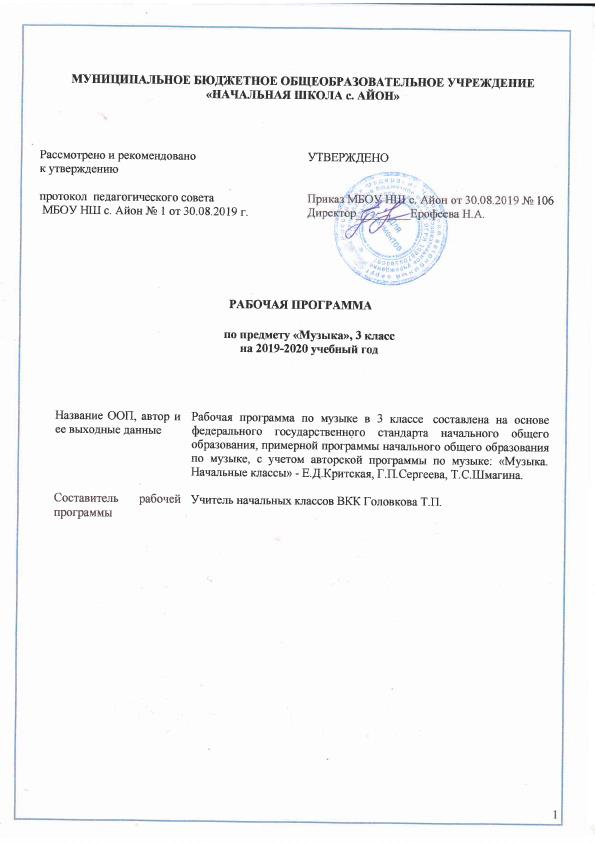 МУНИЦИПАЛЬНОЕ БЮДЖЕТНОЕ ОБЩЕОБРАЗОВАТЕЛЬНОЕ УЧРЕЖДЕНИЕ
«НАЧАЛЬНАЯ ШКОЛА с. АЙОН»
Рассмотрено и рекомендовано
к утверждению
протокол педагогического совета
МБОУ НШ с. Айон № 1 от 30.08.2019 г.
УТВЕРЖДЕНО
Приказ МБОУ НШ с. Айон от 30.08.2019 № 106
Директор_________Ерофеева Н.А.
РАБОЧАЯ ПРОГРАММА
по предмету «Музыка», 3 класс
на 2019-2020 учебный год
Название ООП, автор и
ее выходные данные
Рабочая программа по музыке в 3 классе составлена на основе
федерального государственного стандарта начального общего
образования, примерной программы начального общего образования
по музыке, с учетом авторской программы по музыке: «Музыка.
Начальные классы» - Е.Д.Критская, Г.П.Сергеева, Т.С.Шмагина.
Составитель рабочей
программы
Учитель начальных классов ВКК Головкова Т.П.
1